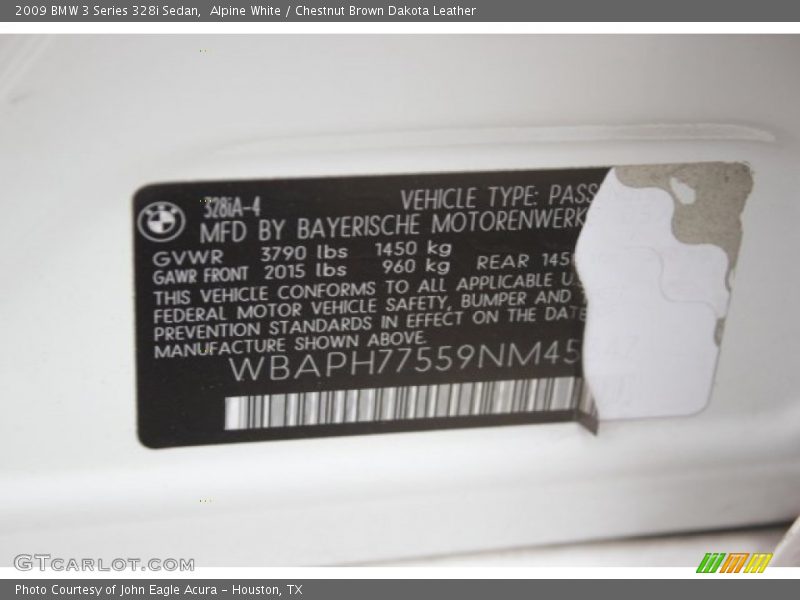 2009 BMW 3 Series 328i Sedan, Alpine White / Chestnut Brown Dakota Leather
328iA-4 VEHICLE TYPE: PASS
MFD BY BAYERISCHE MOTORENWERK
GVWR 3790 lbs 1450 kg
GAWR FRONT 2015 lbs 960 kg REAR 145
THIS VEHICLE CONFORMS TO ALL APPLICABLE U
FEDERAL MOTOR VEHICLE SAFETY, BUMPER AND
PREVENTION STANDARDS IN EFFECT ON THE DATE
MANUFACTURE SHOWN ABOVE.
WBAPH77559NM45
GTCARLOT.COM
Photo Courtesy of John Eagle Acura - Houston, TX